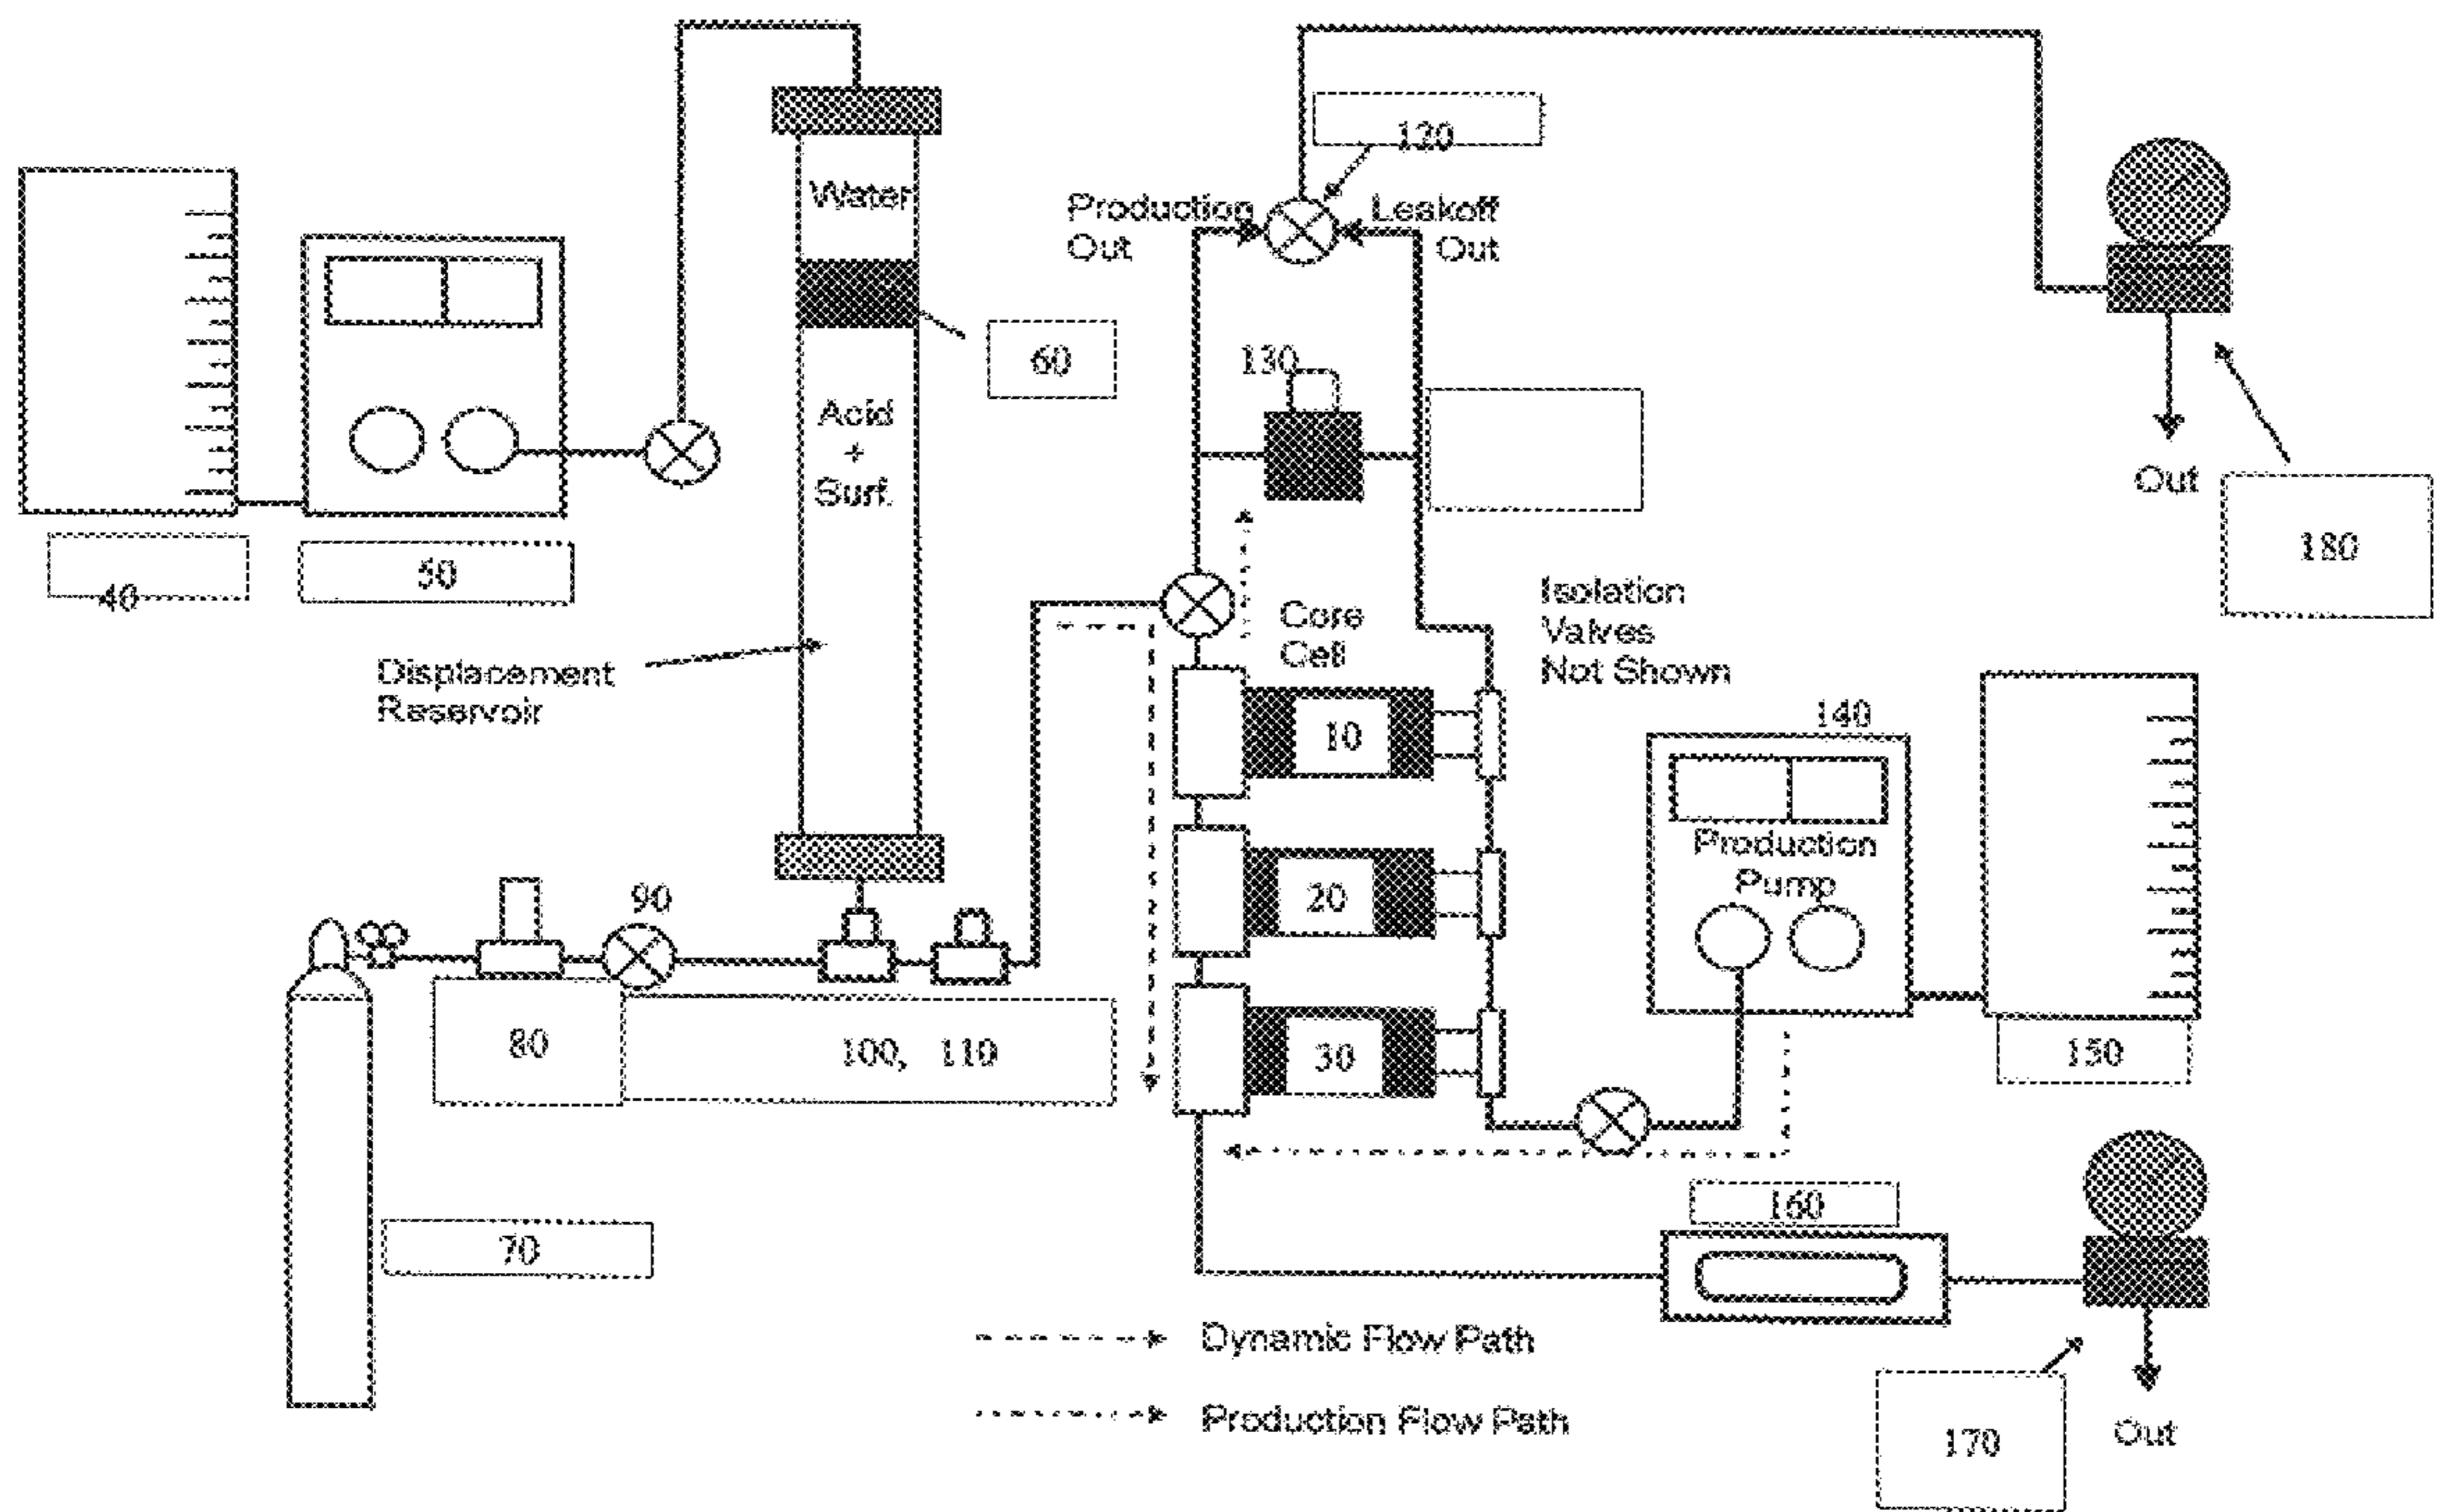 120
Water
Production
Out
Leakoff
Out
60
130
Acid
+
Surf.
Out
180
40
50
Core
Cell
Isolation
Valves
Not Shown
Displacement
Reservoir
10
140
Production
Pump
20
90
80
100, 110
30
150
160
70
Dynamic Flow Path
Production Flow Path
170
Out